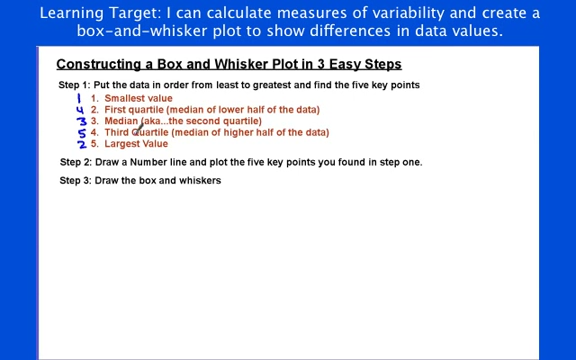 Learning Target: I can calculate measures of variability and create a
box-and-whisker plot to show differences in data values.
Constructing a Box and Whisker Plot in 3 Easy Steps
Step 1: Put the data in order from least to greatest and find the five key points
1 1. Smallest value
4 2. First quartile (median of lower half of the data)
3 3. Median (aka...the second quartile)
5 4. Third Quartile (median of higher half of the data)
2 5. Largest Value
Step 2: Draw a Number line and plot the five key points you found in step one.
Step 3: Draw the box and whiskers